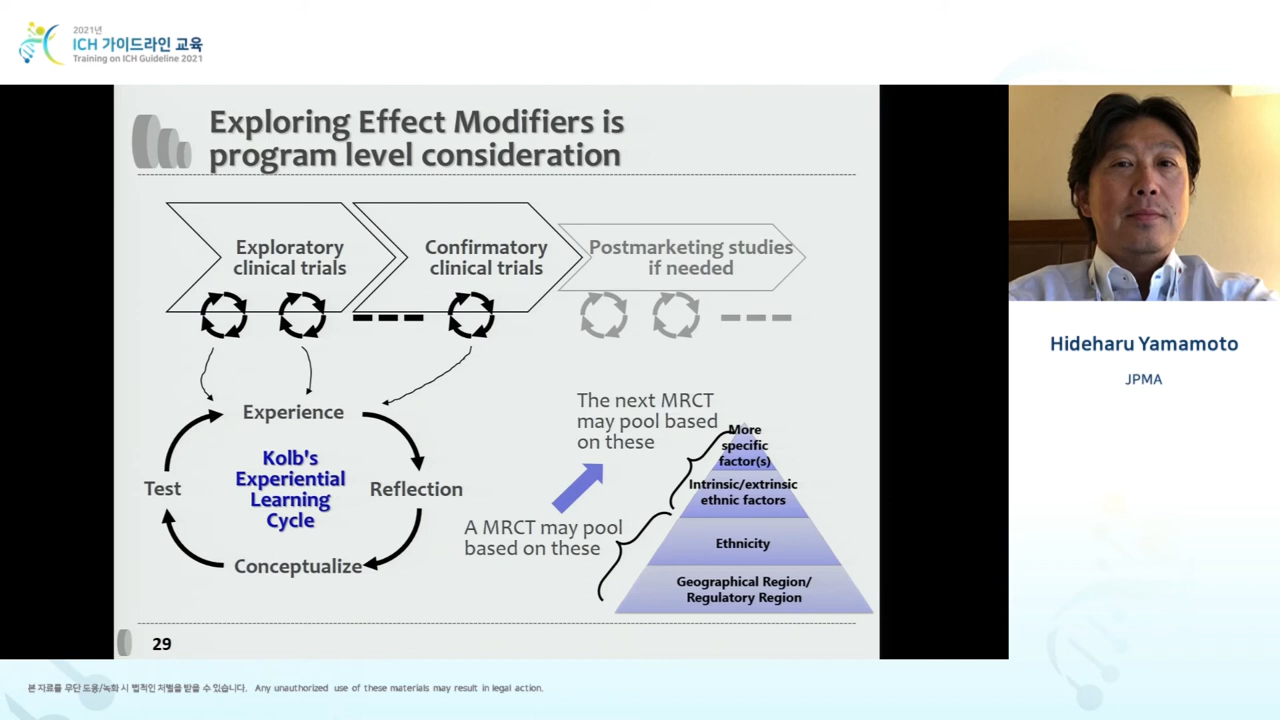 2021년
ICH 가이드라인 교육
Training on ICH Guideline 2021
Exploring Effect Modifiers is
program level consideration
Exploratory
clinical trials
Confirmatory
clinical trials
Postmarketing studies
if needed
Experience
Kolb's
Experiential
Learning
Cycle
Test
Reflection
Conceptualize
The next MRCT
may pool based
on these
A MRCT may pool
based on these
More
specific
factor(s)
Intrinsic/extrinsic
ethnic factors
Ethnicity
Geographical Region/
Regulatory Region
29
Hideharu Yamamoto
JPMA
본 자료를 무단 도용/녹화 시 법적인 처벌을 받을 수 있습니다. Any unauthorized use of these materials may result in legal action.